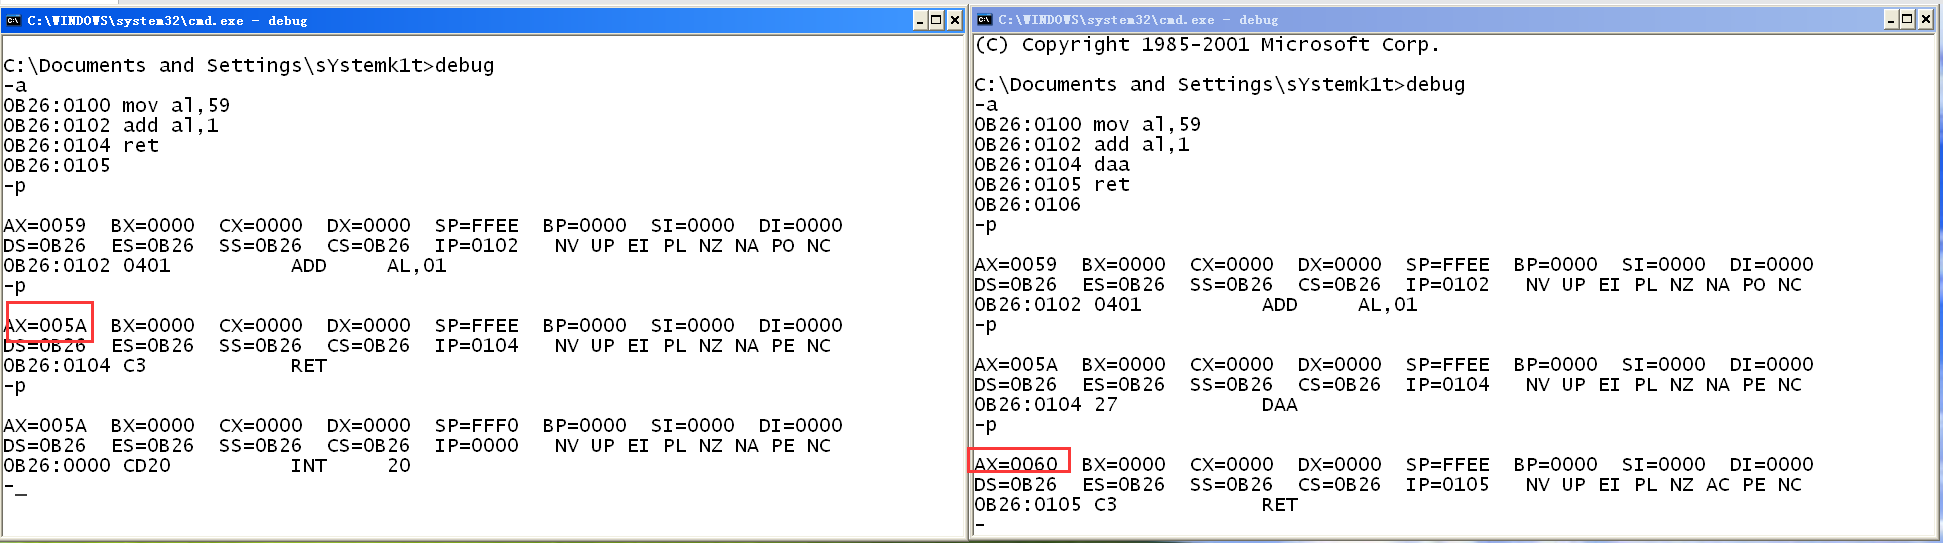 C:\WINDOWS\system32\cmd.exe - debug
C:\Documents and Settings\sYstemk1t>debug
-a
0B26:0100 mov al,59
0B26:0102 add al,1
0B26:0104 ret
0B26:0105
-p
AX=0059  BX=0000  CX=0000  DX=0000  SP=FFEE  BP=0000  SI=0000  DI=0000
DS=0B26  ES=0B26  SS=0B26  CS=0B26  IP=0102   NV UP EI PL NZ NA PO NC
0B26:0102 0401          ADD     AL,01
-p
AX=005A  BX=0000  CX=0000  DX=0000  SP=FFEE  BP=0000  SI=0000  DI=0000
DS=0B26  ES=0B26  SS=0B26  CS=0B26  IP=0104   NV UP EI PL NZ NA PE NC
0B26:0104 C3            RET
-p
AX=005A  BX=0000  CX=0000  DX=0000  SP=FFF0  BP=0000  SI=0000  DI=0000
DS=0B26  ES=0B26  SS=0B26  CS=0B26  IP=0000   NV UP EI PL NZ NA PE NC
0B26:0000 CD20          INT     20
-_
C:\WINDOWS\system32\cmd.exe - debug
(C) Copyright 1985-2001 Microsoft Corp.
C:\Documents and Settings\sYstemk1t>debug
-a
0B26:0100 mov al,59
0B26:0102 add al,1
0B26:0104 daa
0B26:0105 ret
0B26:0106
-p
AX=0059  BX=0000  CX=0000  DX=0000  SP=FFEE  BP=0000  SI=0000  DI=0000
DS=0B26  ES=0B26  SS=0B26  CS=0B26  IP=0102   NV UP EI PL NZ NA PO NC
0B26:0102 0401          ADD     AL,01
-p
AX=005A  BX=0000  CX=0000  DX=0000  SP=FFEE  BP=0000  SI=0000  DI=0000
DS=0B26  ES=0B26  SS=0B26  CS=0B26  IP=0104   NV UP EI PL NZ NA PE NC
0B26:0104 27            DAA
-p
AX=0060  BX=0000  CX=0000  DX=0000  SP=FFEE  BP=0000  SI=0000  DI=0000
DS=0B26  ES=0B26  SS=0B26  CS=0B26  IP=0105   NV UP EI PL NZ AC PE NC
0B26:0105 C3            RET
-